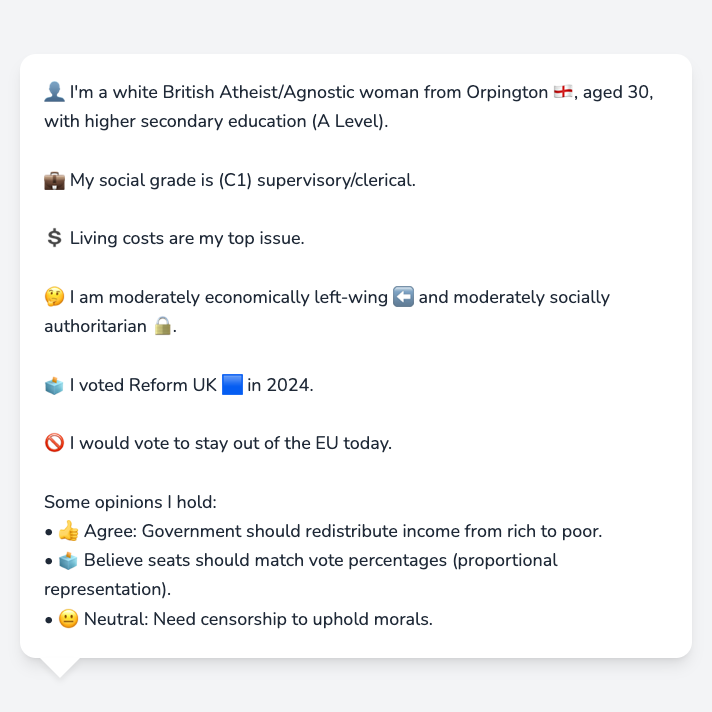 👤 I'm a white British Atheist/Agnostic woman from Orpington 🏴󠁧󠁢󠁥󠁮󠁧󠁿, aged 30,
with higher secondary education (A Level).
💼 My social grade is (C1) supervisory/clerical.
💲 Living costs are my top issue.
🤔 I am moderately economically left-wing ⬅️ and moderately socially
authoritarian 🔒.
🗳️ I voted Reform UK 🟦 in 2024.
🚫 I would vote to stay out of the EU today.
Some opinions I hold:
• 👍 Agree: Government should redistribute income from rich to poor.
• 🗳️ Believe seats should match vote percentages (proportional
representation).
• 😐 Neutral: Need censorship to uphold morals.